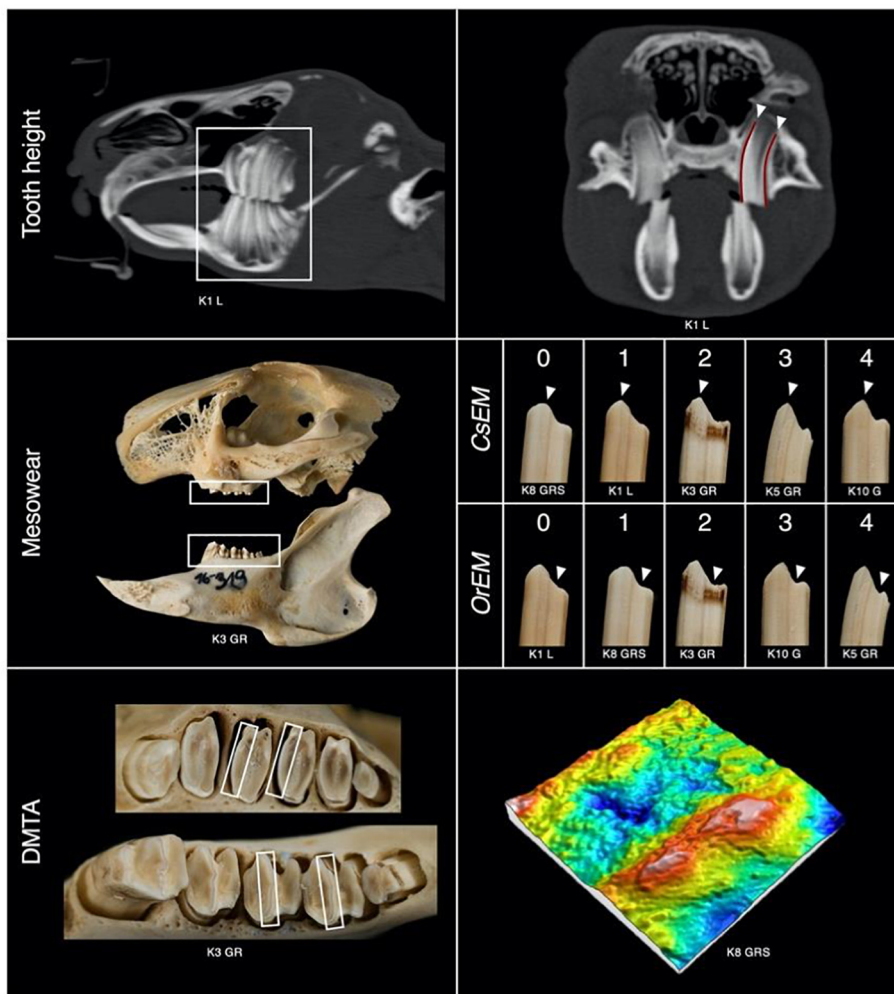 Tooth height
K1 L
K1 L
Mesowear
16-319
K3 GR
CsEM
0 1 2 3 4
K8 GRS K1 L K3 GR K5 GR K10 G
OrEM
0 1 2 3 4
K1 L K8 GRS K3 GR K10 G K5 GR
DMTA
K3 GR
K8 GRS